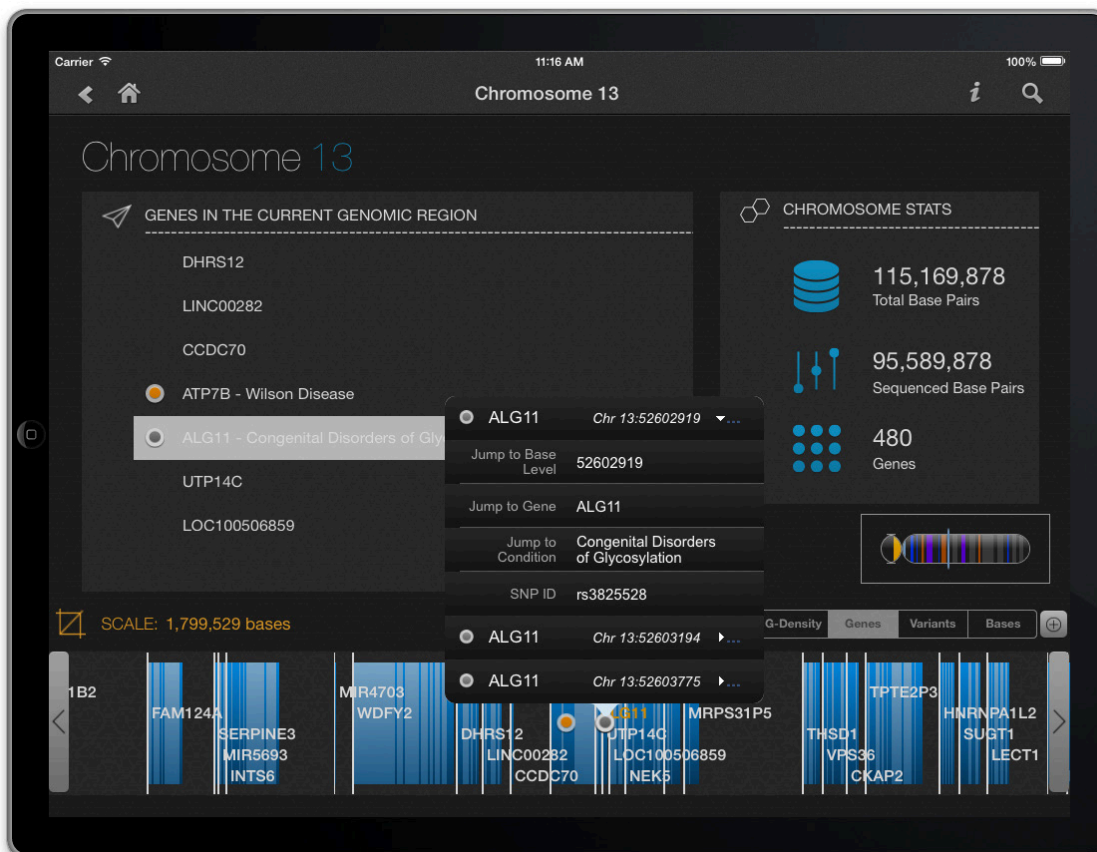 Carrier
11:16 AM
100%
Chromosome 13
i
Chromosome 13
GENES IN THE CURRENT GENOMIC REGION
DHRS12
LINC00282
CCDC70
ATP7B - Wilson Disease
ALG11 - Congenital Disorders of Gly
UTP14C
LOC100506859
CHROMOSOME STATS
115,169,878
Total Base Pairs
95,589,878
Sequenced Base Pairs
480
Genes
ALG11 Chr 13:52602919 ...
Jump to Base
Level
52602919
Jump to Gene ALG11
Jump to
Condition
Congenital Disorders
of Glycosylation
SNP ID rs3825528
ALG11 Chr 13:52603194 ...
ALG11 Chr 13:52603775 ...
SCALE: 1,799,529 bases
G-Density Genes Variants Bases
1B2
MIR4703
TPTE2P3
FAM124A
WDFY2
LG11
MRPS31P5
HNRNPA1L2
SERPINE3
DHRS12
UTP14C
THSD1
SUGT1
MIR5693
LINC00282
LOC100506859
VPS36
LECT1
INTS6
CCDC70
NEK5
CKAP2